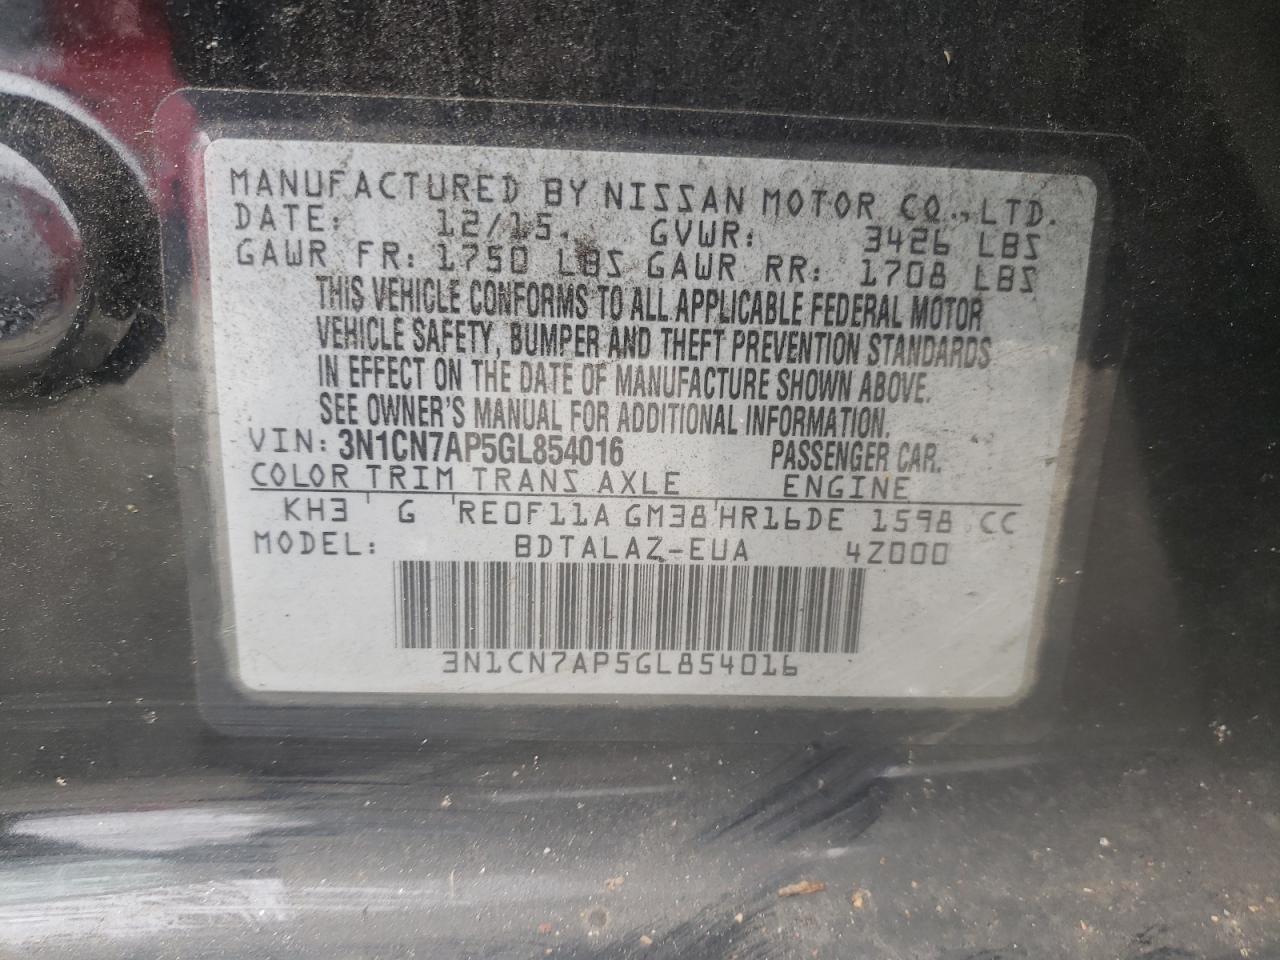 MANUFACTURED BY NISSAN MOTOR CO., LTD.
DATE: 12/15. GVWR: 3426 LBS
GAWR FR: 1750 LBS GAWR RR: 1708 LBS
THIS VEHICLE CONFORMS TO ALL APPLICABLE FEDERAL MOTOR
VEHICLE SAFETY, BUMPER AND THEFT PREVENTION STANDARDS
IN EFFECT ON THE DATE OF MANUFACTURE SHOWN ABOVE.
SEE OWNER'S MANUAL FOR ADDITIONAL INFORMATION.
VIN: 3N1CN7AP5GL854016 PASSENGER CAR.
COLOR TRIM TRANS AXLE ENGINE
KH3 G RE0F11A GM38 HR16DE 1598 CC
MODEL: BDTALAZ-EUA 4Z000
3N1CN7AP5GL854016